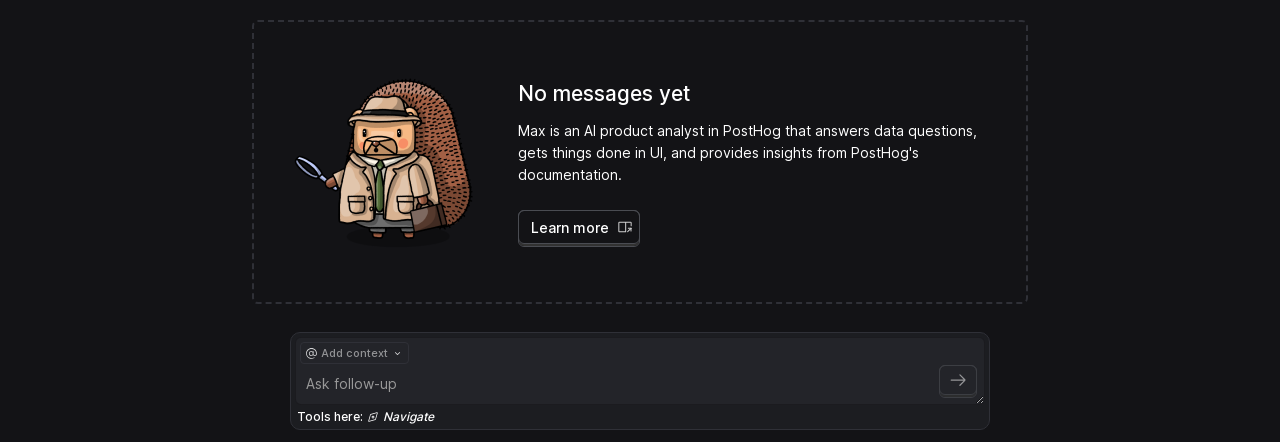 No messages yet
Max is an AI product analyst in PostHog that answers data questions,
gets things done in UI, and provides insights from PostHog's
documentation.
Learn more
@ Add context
Ask follow-up
Tools here: Navigate